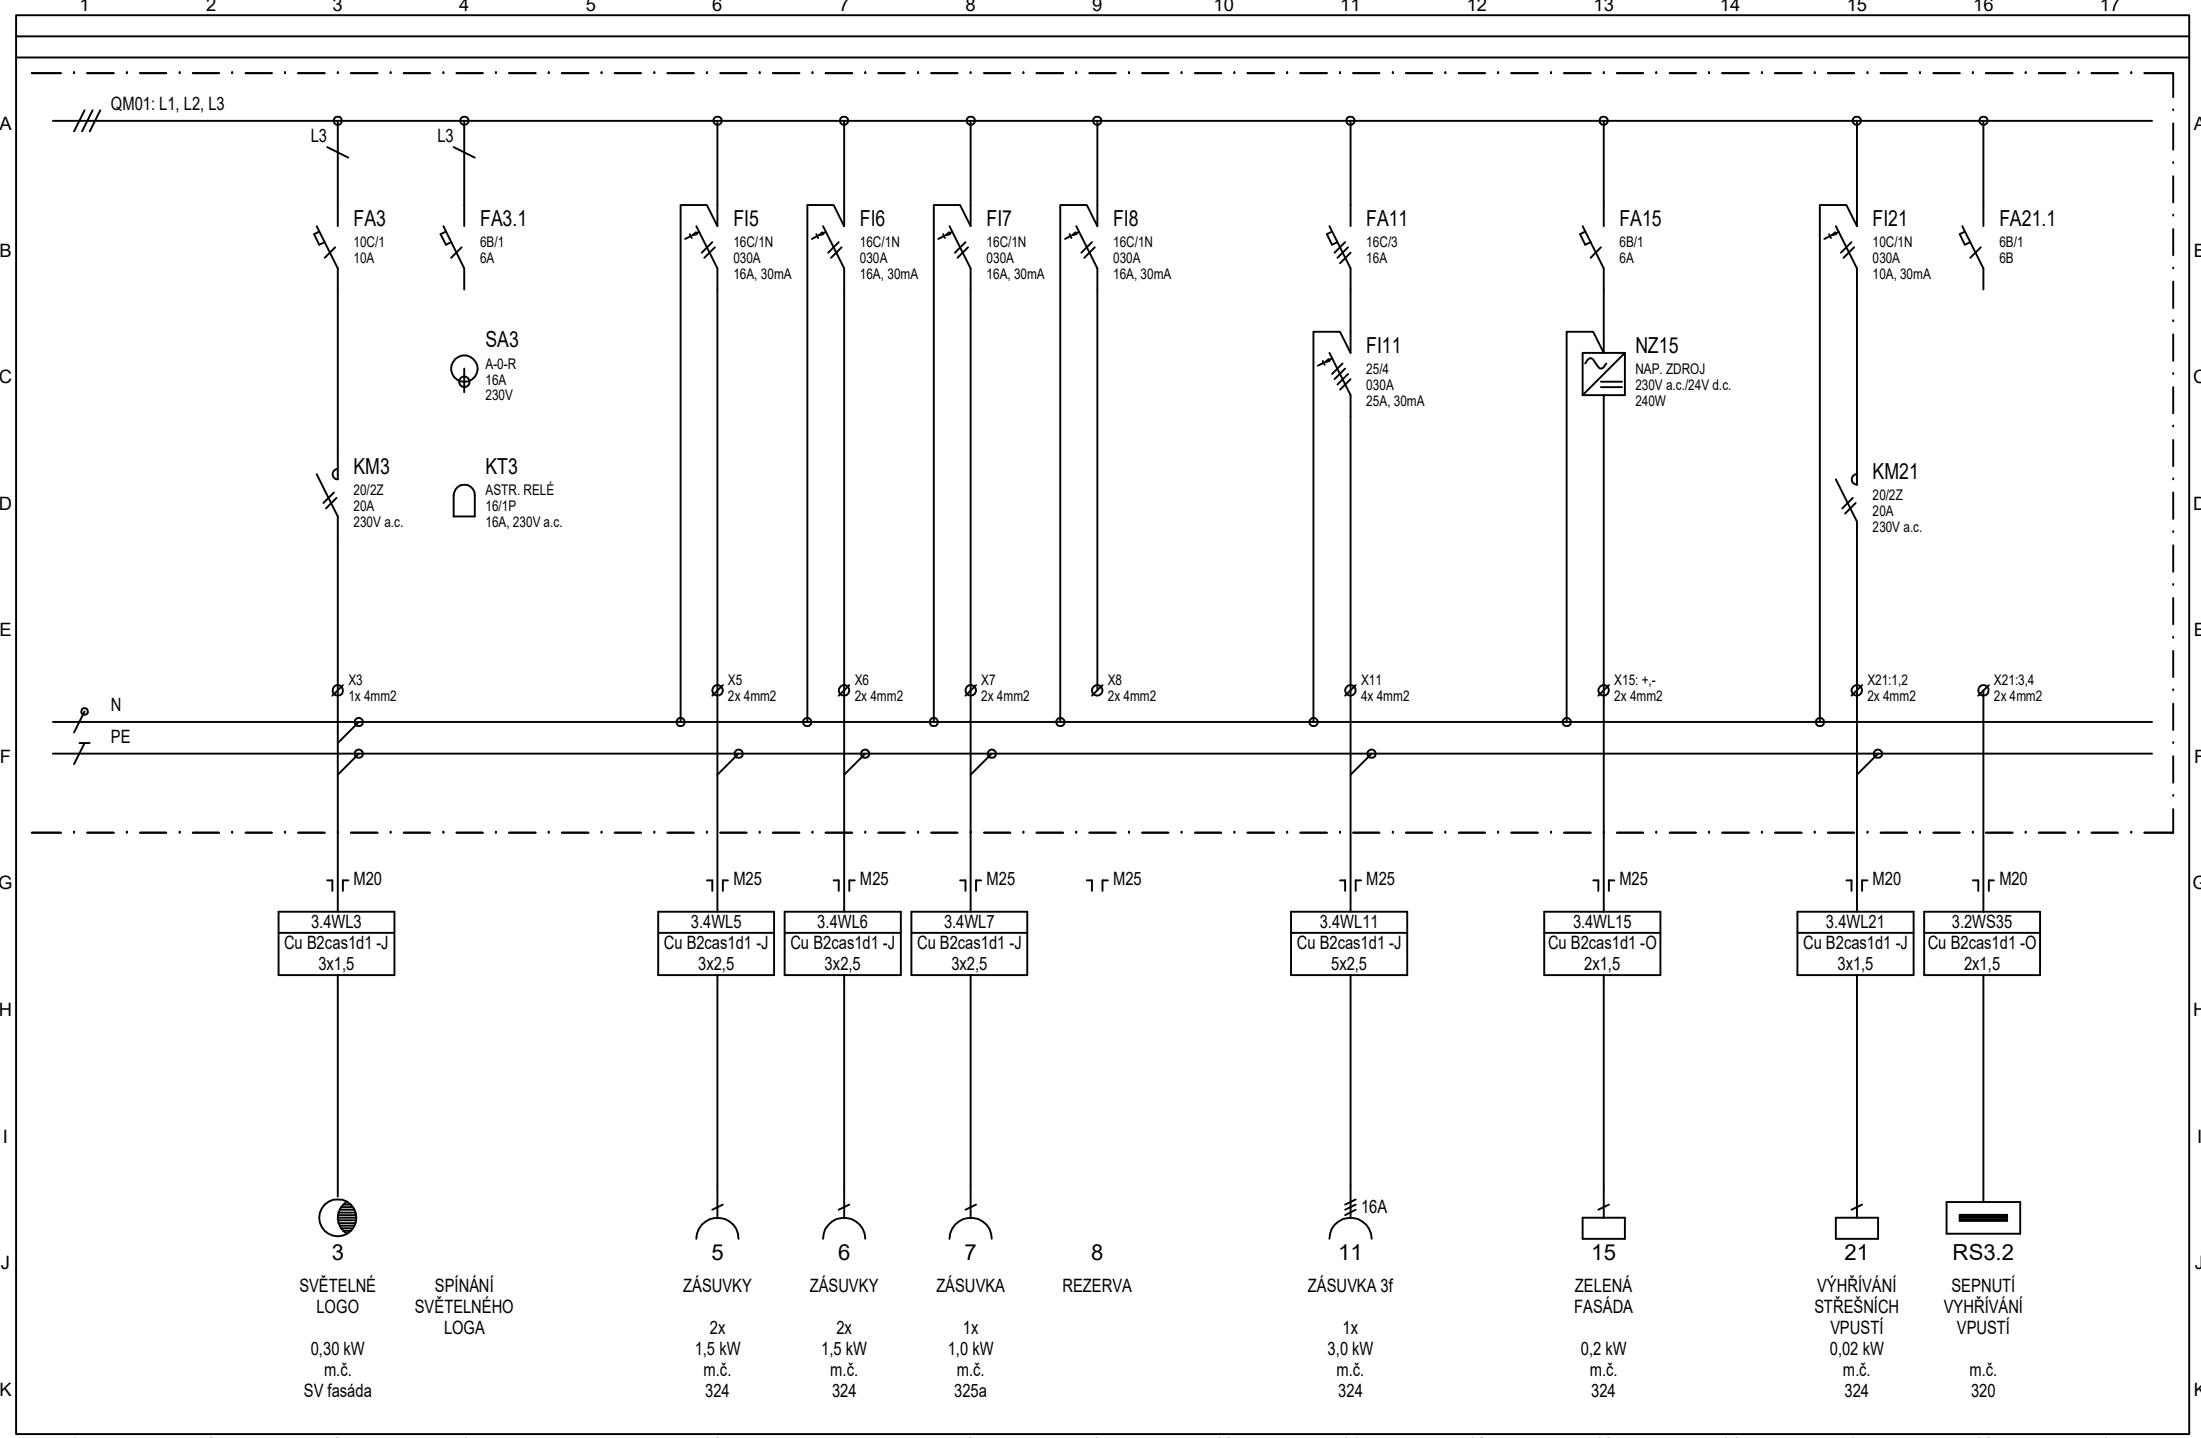 1 2 3 4 5 6 7 8 9 10 11 12 13 14 15 16 17
QM01: L1, L2, L3
A
A
L3
L3
B
FA3
10C/1
10A
FA3.1
6B/1
6A
FI5
16C/1N
030A
16A, 30mA
FI6
16C/1N
030A
16A, 30mA
FI7
16C/1N
030A
16A, 30mA
FI8
16C/1N
030A
16A, 30mA
FA11
16C/3
16A
FA15
6B/1
6A
FI21
10C/1N
030A
10A, 30mA
FA21.1
6B/1
6B
B
C
SA3
A-0-R
16A
230V
FI11
25/4
030A
25A, 30mA
NZ15
NAP. ZDROJ
230V a.c./24V d.c.
240W
C
D
KM3
20/2Z
20A
230V a.c.
KT3
ASTR. RELÉ
16/1P
16A, 230V a.c.
KM21
20/2Z
20A
230V a.c.
D
E
E
X3
1x 4mm2
X5
2x 4mm2
X6
2x 4mm2
X7
2x 4mm2
X8
2x 4mm2
X11
4x 4mm2
X15: +,-
2x 4mm2
X21:1,2
2x 4mm2
X21:3,4
2x 4mm2
N
PE
F
F
G
M20
M25
M25
M25
M25
M25
M25
M20
M20
G
3.4WL3
Cu B2cas1d1 -J
3x1,5
3.4WL5
Cu B2cas1d1 -J
3x2,5
3.4WL6
Cu B2cas1d1 -J
3x2,5
3.4WL7
Cu B2cas1d1 -J
3x2,5
3.4WL11
Cu B2cas1d1 -J
5x2,5
3.4WL15
Cu B2cas1d1 -O
2x1,5
3.4WL21
Cu B2cas1d1 -J
3x1,5
3.2WS35
Cu B2cas1d1 -O
2x1,5
H
H
I
I
16A
J
J
3
SVĚTELNÉ
LOGO
0,30 kW
m.č.
SV fasáda
SPÍNÁNÍ
SVĚTELNÉHO
LOGA
5
ZÁSUVKY
2x
1,5 kW
m.č.
324
6
ZÁSUVKY
2x
1,5 kW
m.č.
324
7
ZÁSUVKA
1x
1,0 kW
m.č.
325a
8
REZERVA
11
ZÁSUVKA 3f
1x
3,0 kW
m.č.
324
15
ZELENÁ
FASÁDA
0,2 kW
m.č.
324
21
VÝHŘÍVÁNÍ
STŘEŠNÍCH
VPUSTÍ
0,02 kW
m.č.
324
RS3.2
SEPNUTÍ
VYHŘÍVÁNÍ
VPUSTÍ
m.č.
320
K
K